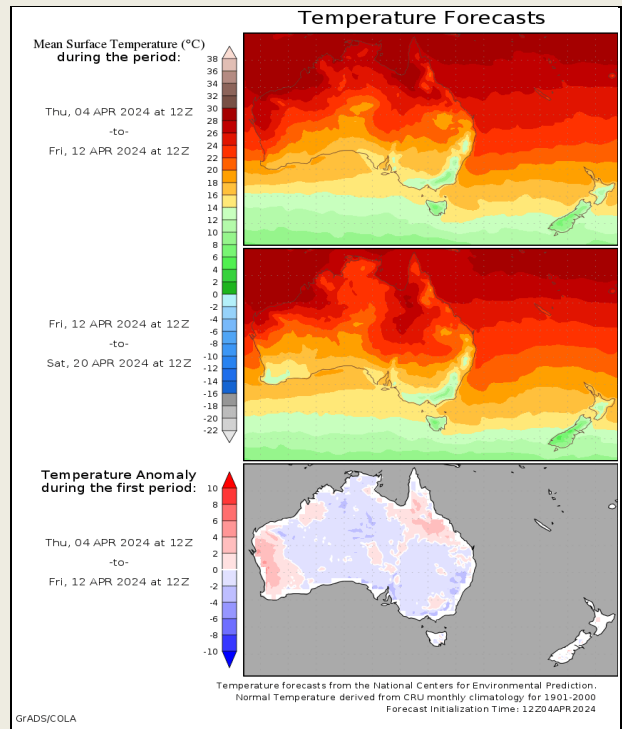 Temperature Forecasts
Mean Surface Temperature (°C)
during the period:
Thu, 04 APR 2024 at 12Z
-to-
Fri, 12 APR 2024 at 12Z
38
36
34
32
30
28
26
24
22
20
18
16
14
12
10
8
6
4
2
0
-2
-4
-6
-8
-10
-12
-14
-16
-18
-20
-22
Fri, 12 APR 2024 at 12Z
-to-
Sat, 20 APR 2024 at 12Z
Temperature Anomaly
during the first period:
Thu, 04 APR 2024 at 12Z
-to-
Fri, 12 APR 2024 at 12Z
10
8
6
4
2
0
-2
-4
-6
-8
-10
Temperature forecasts from the National Centers for Environmental Prediction.
Normal Temperature derived from CRU monthly climatology for 1901-2000
Forecast Initialization Time: 12Z04APR2024
GrADS/COLA